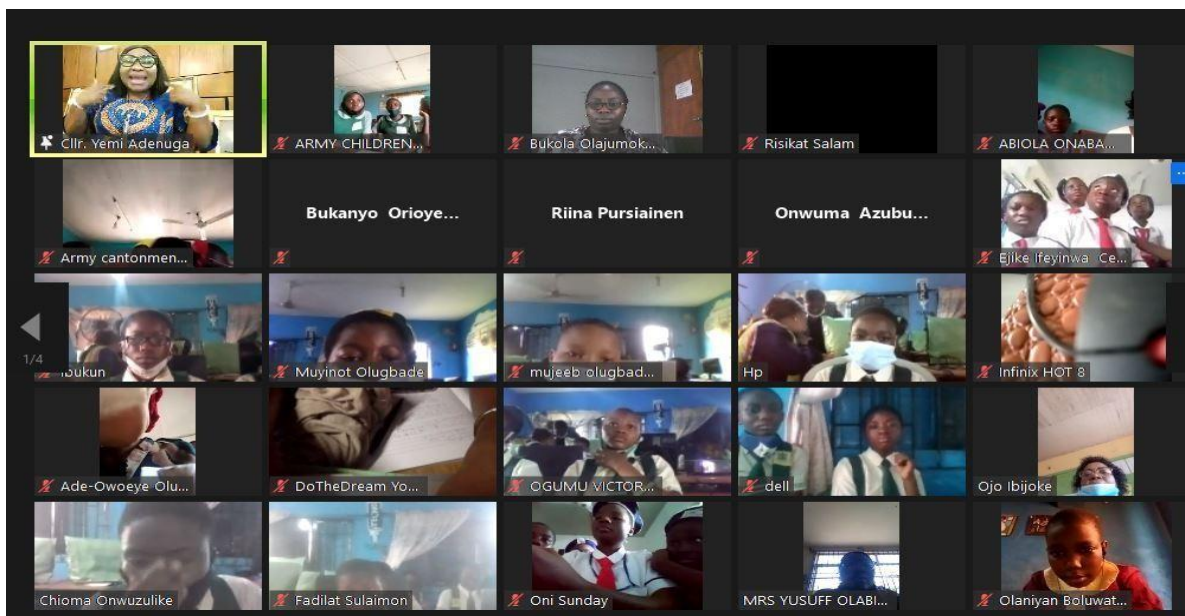 Cllr. Yemi Adenuga
ARMY CHILDREN...
Bukola Olajumok...
Risikat Salam
ABIOLA ONABA...
Army cantonmen...
Bukanyo Orioye...
Riina Pursiainen
Onwuma Azubu...
Ejike Ifeyinwa Ce...
1/4
Ibukun
Muyinot Olugbade
mujeeb olugbad...
Hp
Infinix HOT 8
Ade-Owoeye Olu...
DoTheDream Yo...
OGUMU VICTOR...
dell
Ojo Ibijoke
Chioma Onwuzulike
Fadilat Sulaimon
Oni Sunday
MRS YUSUFF OLABI...
Olaniyan Boluwat...